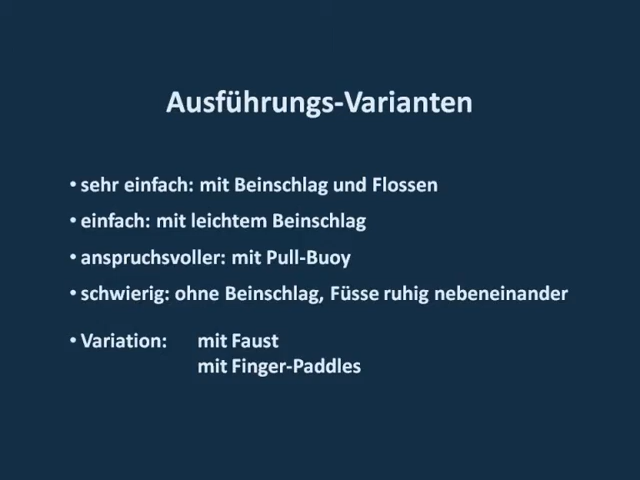 Ausführungs-Varianten
• sehr einfach: mit Beinschlag und Flossen
• einfach: mit leichtem Beinschlag
• anspruchsvoller: mit Pull-Buoy
• schwierig: ohne Beinschlag, Füsse ruhig nebeneinander
• Variation: mit Faust
mit Finger-Paddles